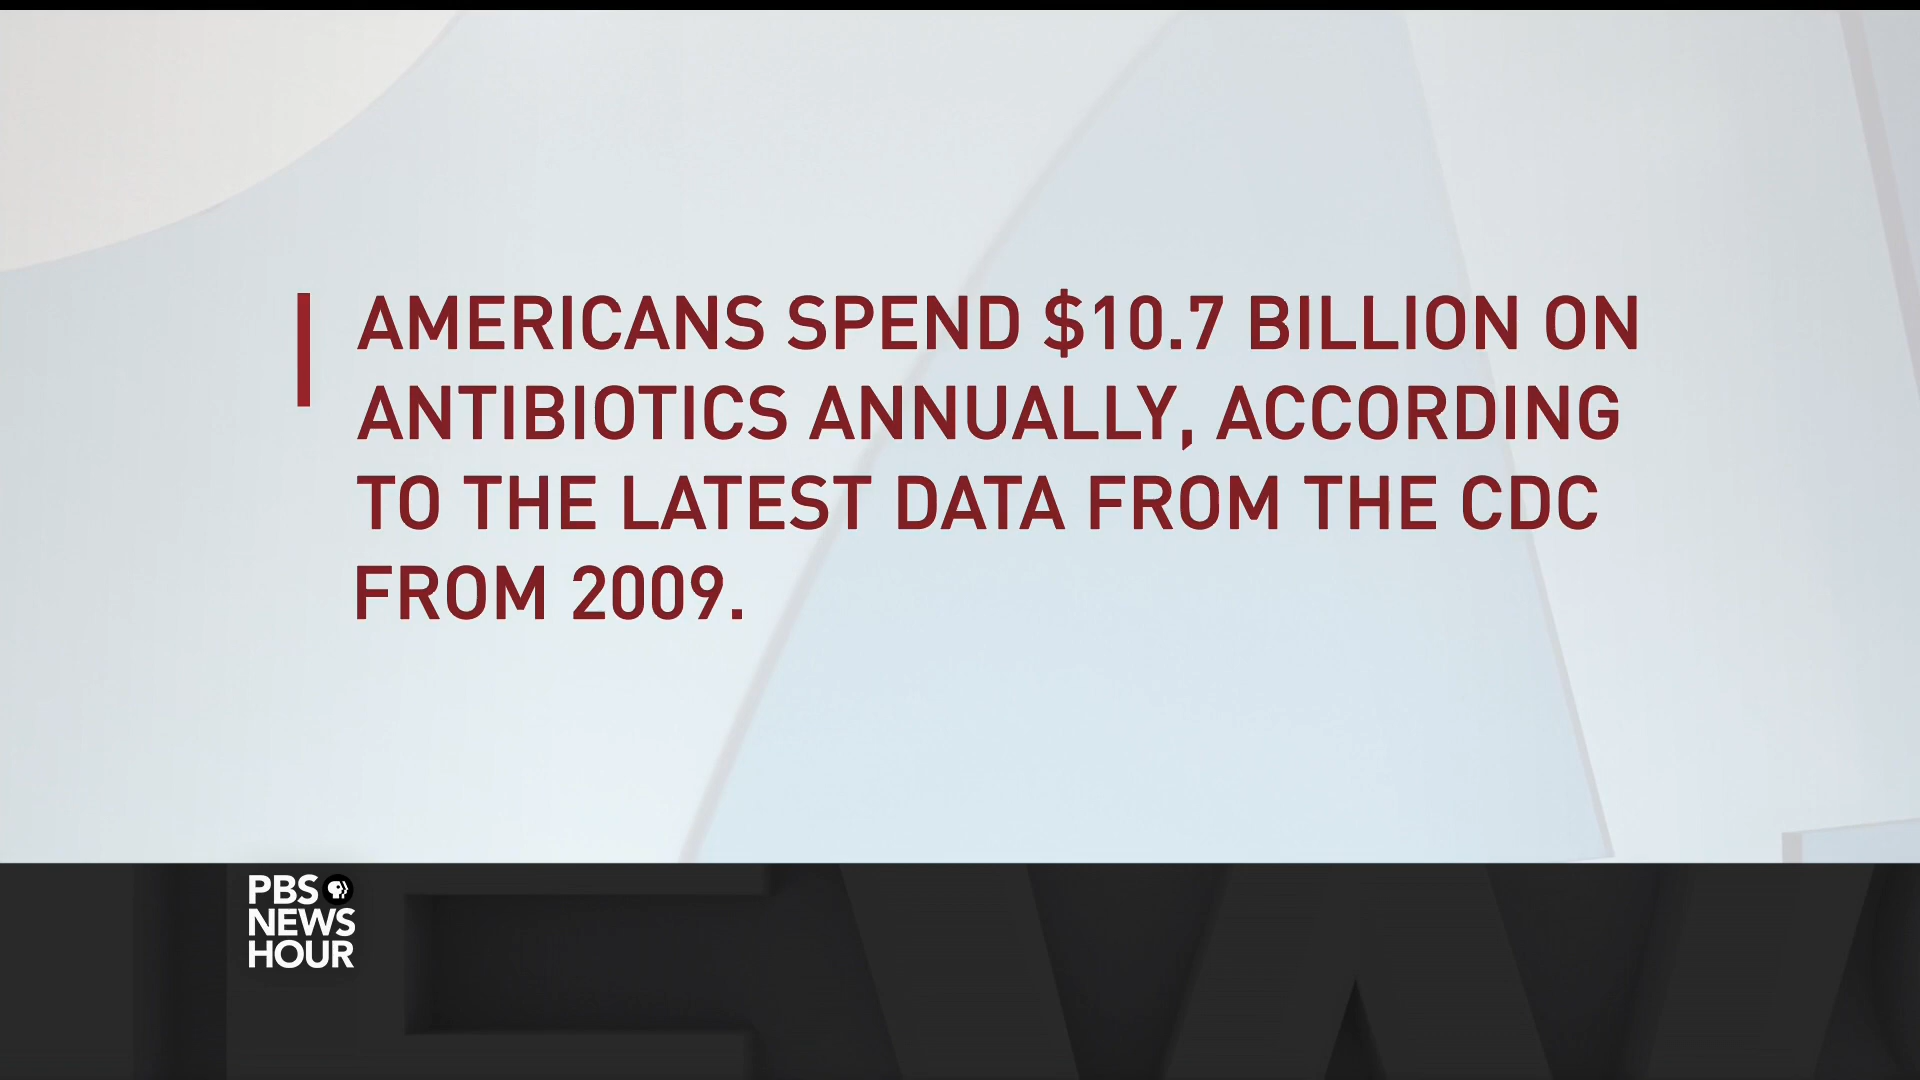 AMERICANS SPEND $10.7 BILLION ON
ANTIBIOTICS ANNUALLY, ACCORDING
TO THE LATEST DATA FROM THE CDC
FROM 2009.
PBS
NEWS
HOUR